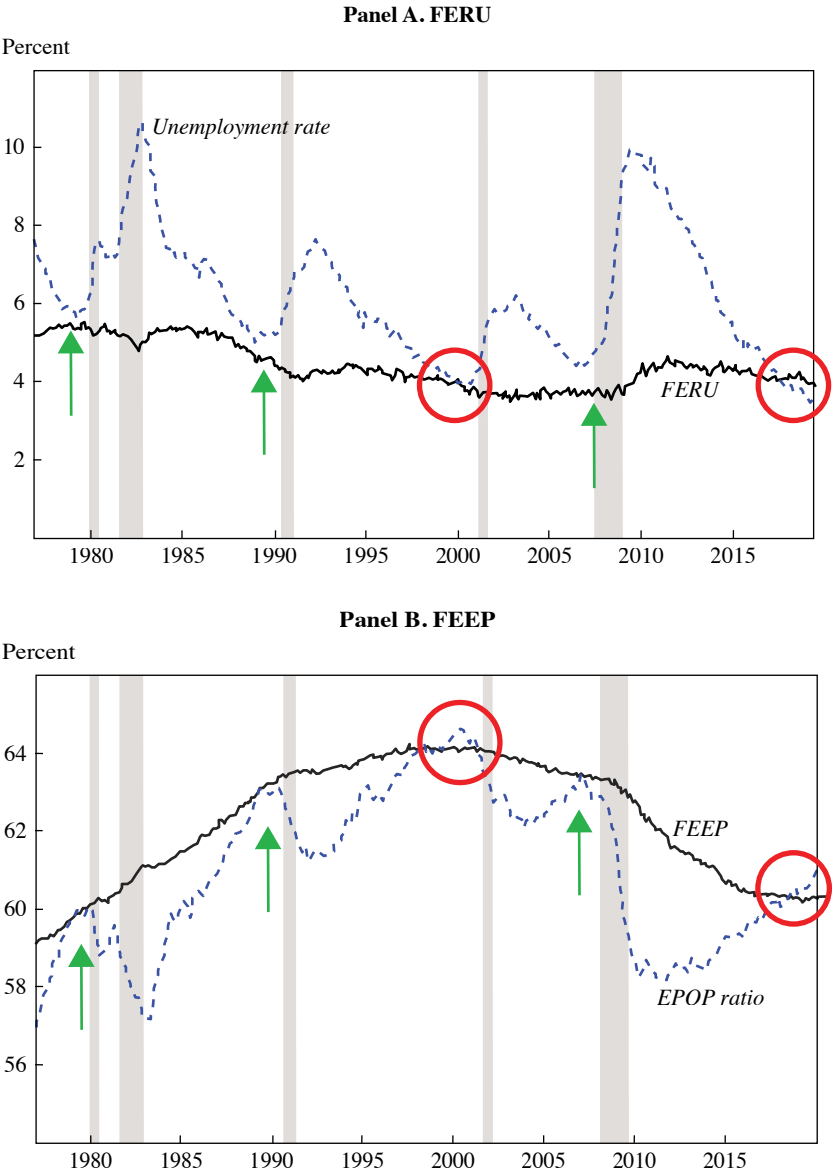 Panel A. FERU
Percent
Unemployment rate
10
8
6
FERU
4
2
1980 1985 1990 1995 2000 2005 2010 2015
Panel B. FEEP
Percent
64
FEEP
62
60
EPOP ratio
58
56
1980 1985 1990 1995 2000 2005 2010 2015